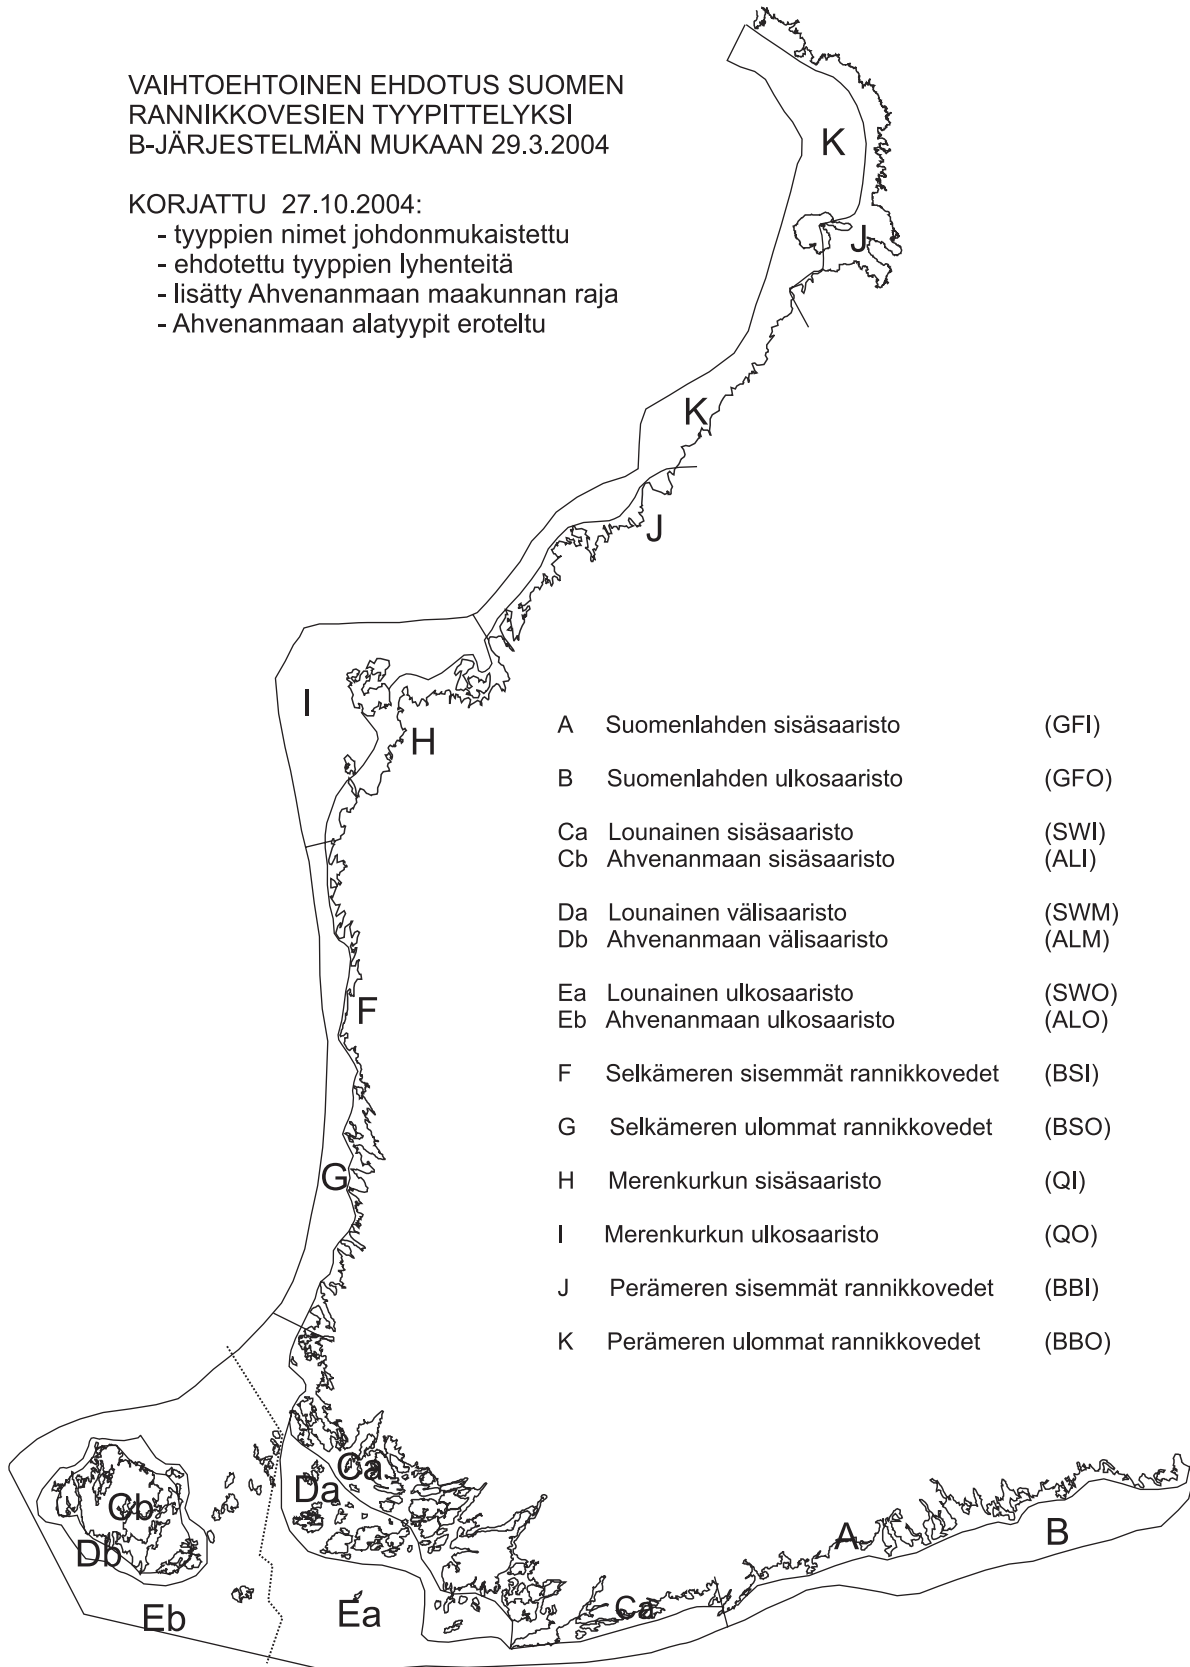 VAIHTOEHTOINEN EHDOTUS SUOMEN
RANNIKKOVESIEN TYYPITTELYKSI
B-JÄRJESTELMÄN MUKAAN 29.3.2004
KORJATTU 27.10.2004:
- tyyppien nimet johdonmukaistettu
- ehdotettu tyyppien lyhenteitä
- lisätty Ahvenanmaan maakunnan raja
- Ahvenanmaan alatyypit eroteltu
K
J
K
J
I
H
A Suomenlahden sisäsaaristo (GFI)
B Suomenlahden ulkosaaristo (GFO)
Ca Lounainen sisäsaaristo (SWI)
Cb Ahvenanmaan sisäsaaristo (ALI)
Da Lounainen välisaaristo (SWM)
Db Ahvenanmaan välisaaristo (ALM)
Ea Lounainen ulkosaaristo (SWO)
Eb Ahvenanmaan ulkosaaristo (ALO)
F Selkämeren sisemmät rannikkovedet (BSI)
G Selkämeren ulommat rannikkovedet (BSO)
H Merenkurkun sisäsaaristo (QI)
I Merenkurkun ulkosaaristo (QO)
J Perämeren sisemmät rannikkovedet (BBI)
K Perämeren ulommat rannikkovedet (BBO)
F
G
Ca
Da
Cb
Db
A
B
Eb
Ea
Ca